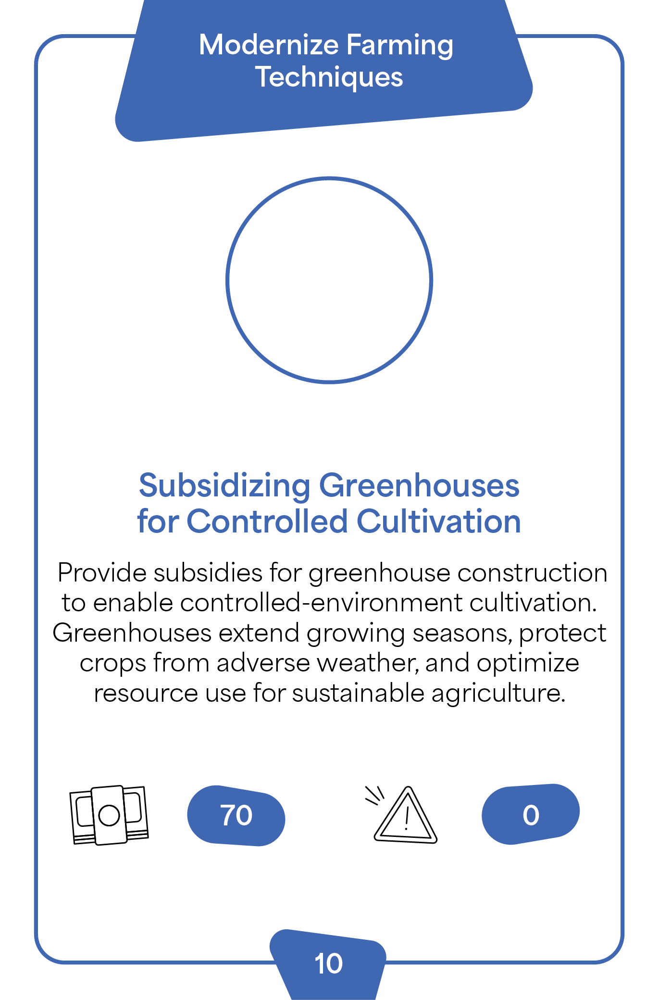 Modernize Farming
Techniques
Subsidizing Greenhouses
for Controlled Cultivation
Provide subsidies for greenhouse construction
to enable controlled-environment cultivation.
Greenhouses extend growing seasons, protect
crops from adverse weather, and optimize
resource use for sustainable agriculture.
70
0
10